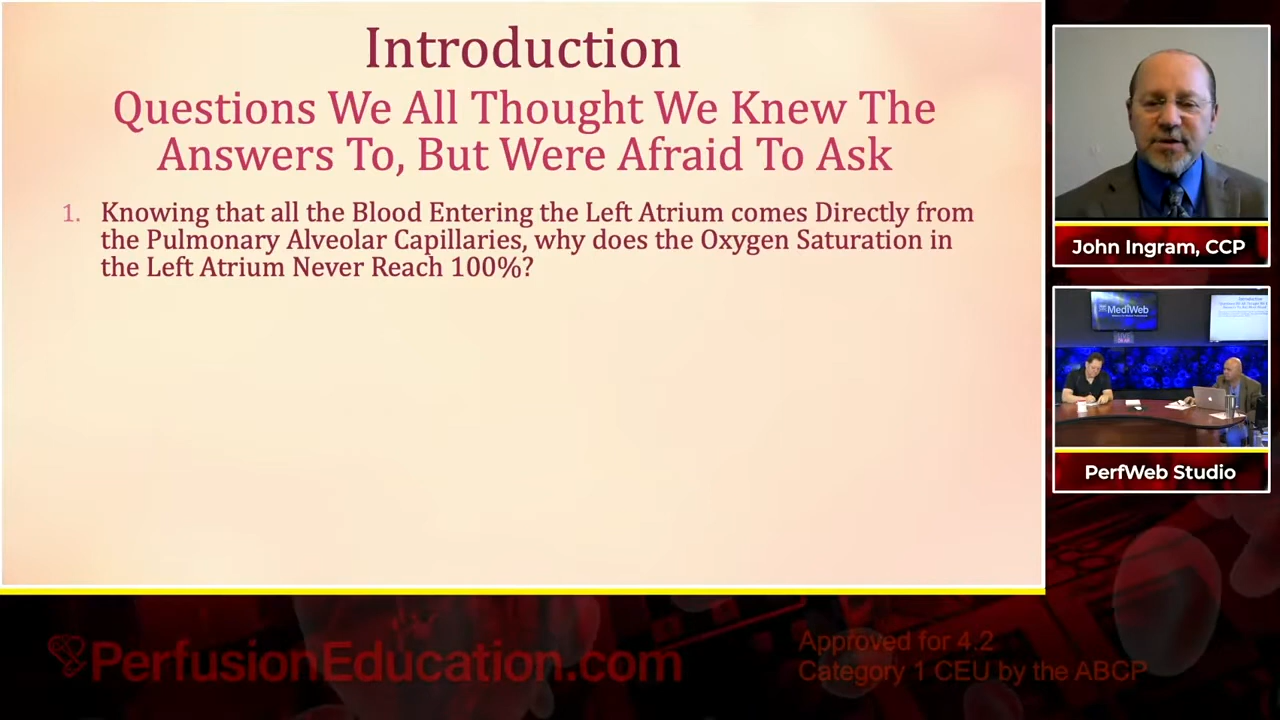 Introduction
Questions We All Thought We Knew The
Answers To, But Were Afraid To Ask
1. Knowing that all the Blood Entering the Left Atrium comes Directly from
the Pulmonary Alveolar Capillaries, why does the Oxygen Saturation in
the Left Atrium Never Reach 100%?
John Ingram, CCP
MediWeb
PerfWeb Studio
PerfusionEducation.com
Approved for 4.2
Category 1 CEU by the ABCP